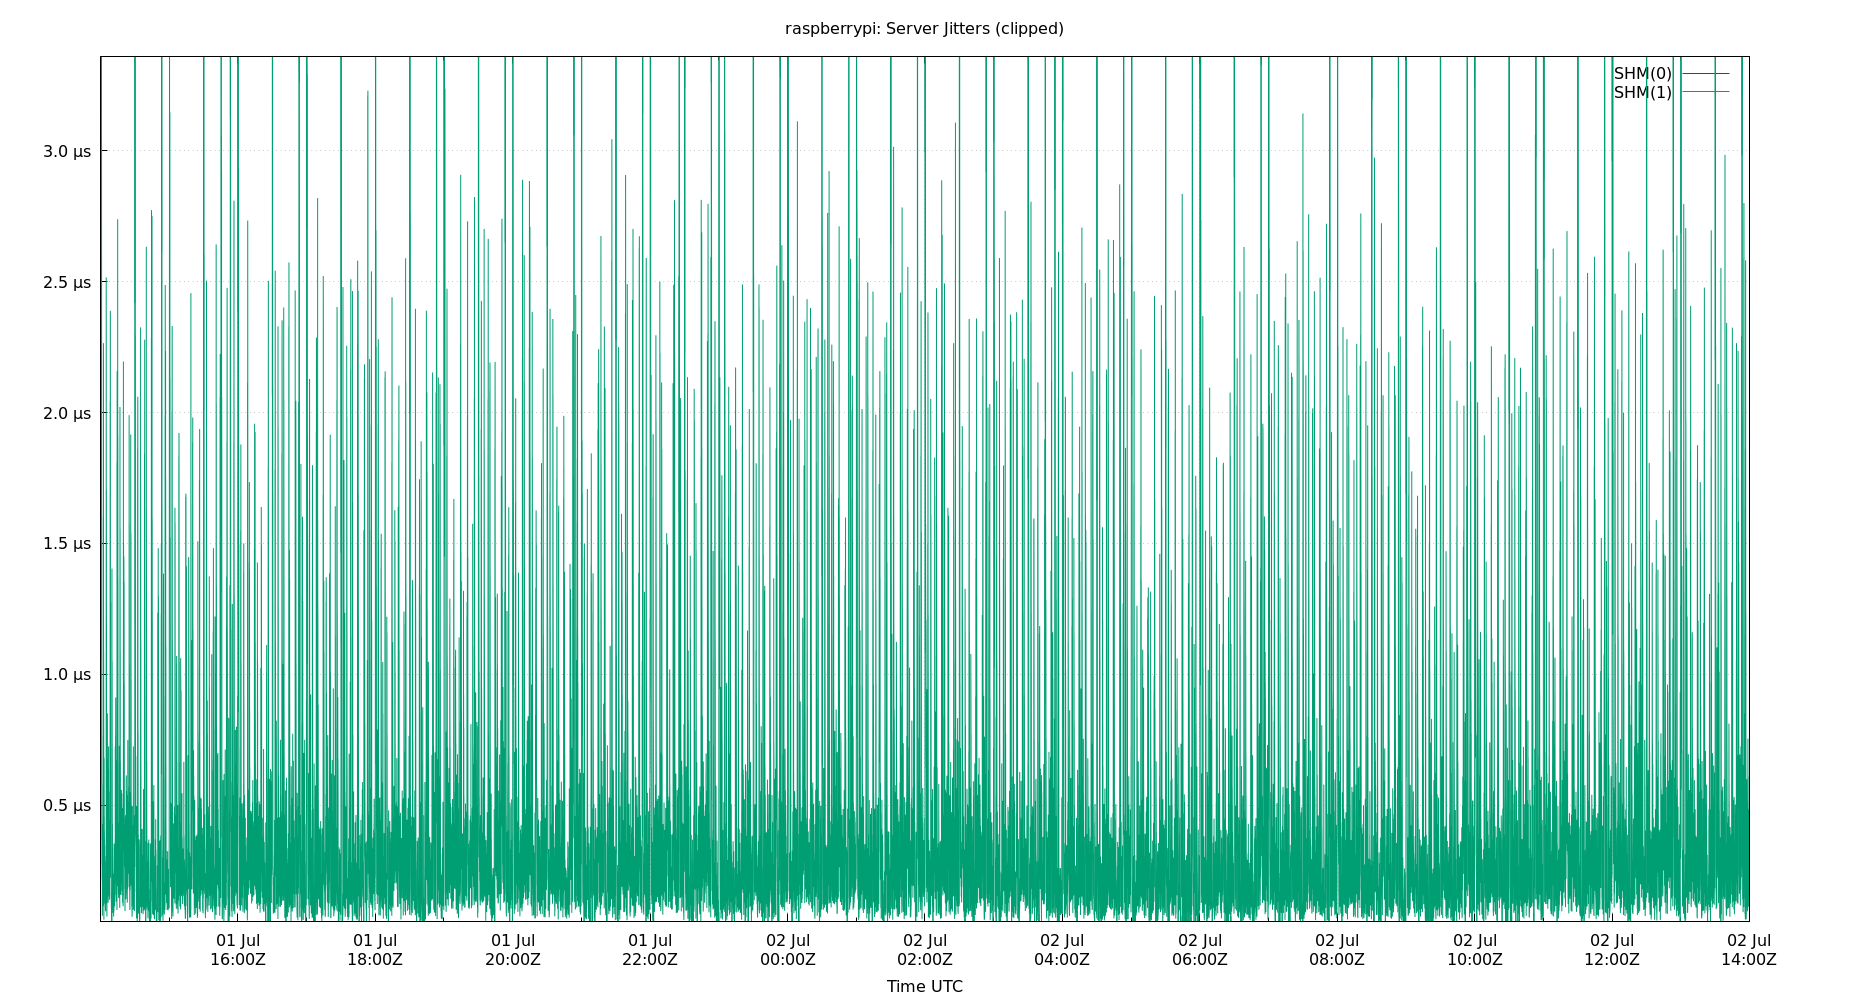 raspberrypi: Server Jitters (clipped)
SHM(0)
SHM(1)
3.0 µs
2.5 µs
2.0 µs
1.5 µs
1.0 µs
0.5 µs
01 Jul 01 Jul 01 Jul 01 Jul 02 Jul 02 Jul 02 Jul 02 Jul 02 Jul 02 Jul 02 Jul 02 Jul
16:00Z 18:00Z 20:00Z 22:00Z 00:00Z 02:00Z 04:00Z 06:00Z 08:00Z 10:00Z 12:00Z 14:00Z
Time UTC